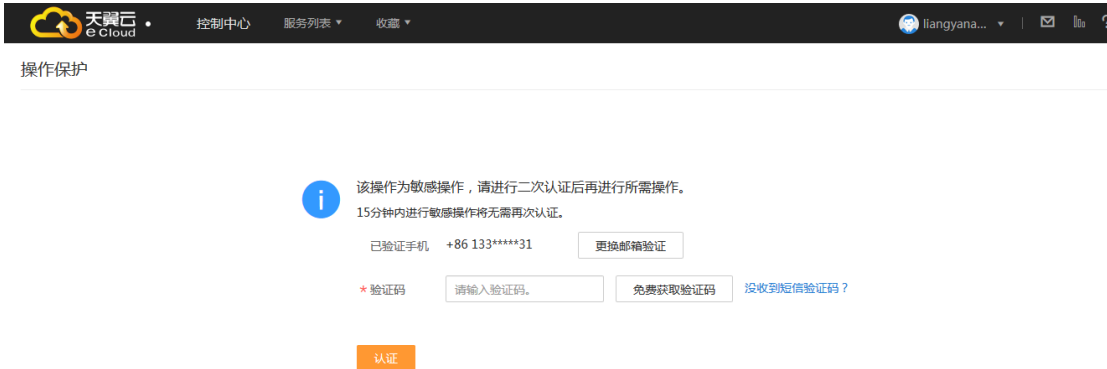 天翼云 控制中心 服务列表 收藏 liangyana...
e Cloud
操作保护
该操作为敏感操作，请进行二次认证后再进行所需操作。
15分钟内进行敏感操作将无需再次认证。
已验证手机 +86 133*****31 更换邮箱验证
* 验证码 请输入验证码。 免费获取验证码 没收到短信验证码？
认证